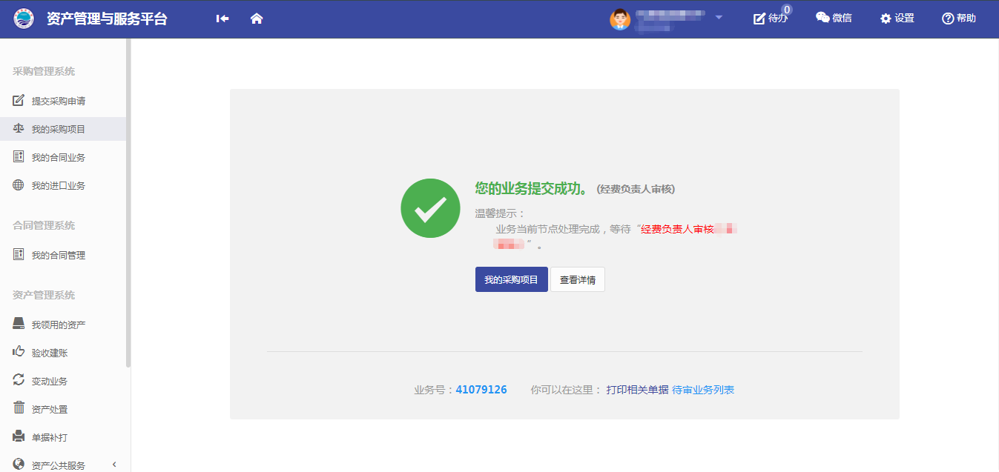 资产管理与服务平台
待办
0
微信
设置
帮助
采购管理系统
提交采购申请
我的采购项目
我的合同业务
我的进口业务
合同管理系统
我的合同管理
资产管理系统
我领用的资产
验收建账
变动业务
资产处置
单据补打
资产公共服务
您的业务提交成功。 (经费负责人审核)
温馨提示：
业务当前节点处理完成，等待“经费负责人审核
”。
我的采购项目 查看详情
业务号：41079126 你可以在这里： 打印相关单据 待审业务列表